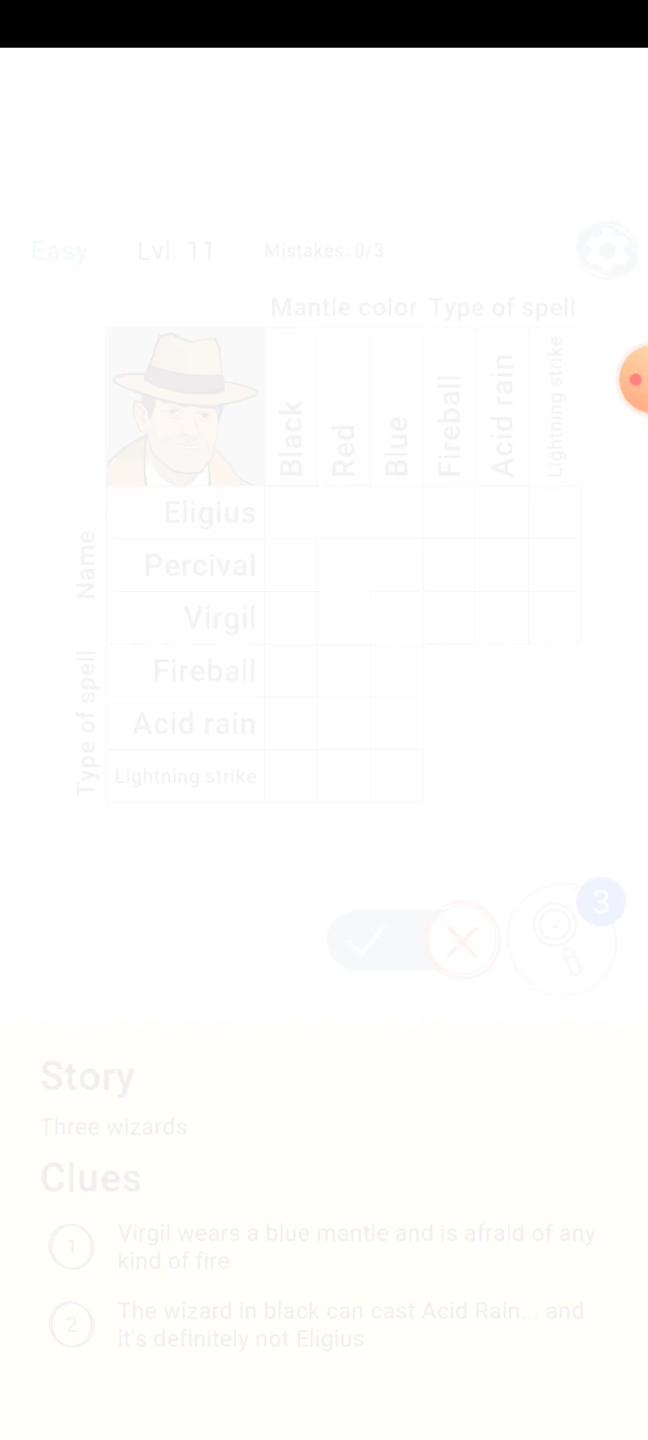 Easy Lvl. 11 Mistakes: 0/3
Mantle color Type of spell
Black Red Blue Fireball Acid rain Lightning strike
Name
Eligius
Percival
Virgil
Type of spell
Fireball
Acid rain
Lightning strike
3
Story
Three wizards
Clues
1 Virgil wears a blue mantle and is afraid of any
kind of fire
2 The wizard in black can cast Acid Rain... and
it's definitely not Eligius